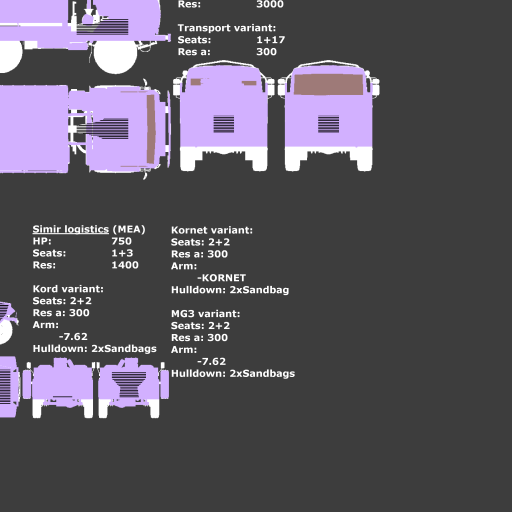 Res: 3000
Transport variant:
Seats: 1+17
Res a: 300
Simir logistics (MEA)
HP: 750
Seats: 1+3
Res: 1400
Kord variant:
Seats: 2+2
Res a: 300
Arm:
-7.62
Hulldown: 2xSandbags
Kornet variant:
Seats: 2+2
Res a: 300
Arm:
-KORNET
Hulldown: 2xSandbag
MG3 variant:
Seats: 2+2
Res a: 300
Arm:
-7.62
Hulldown: 2xSandbags